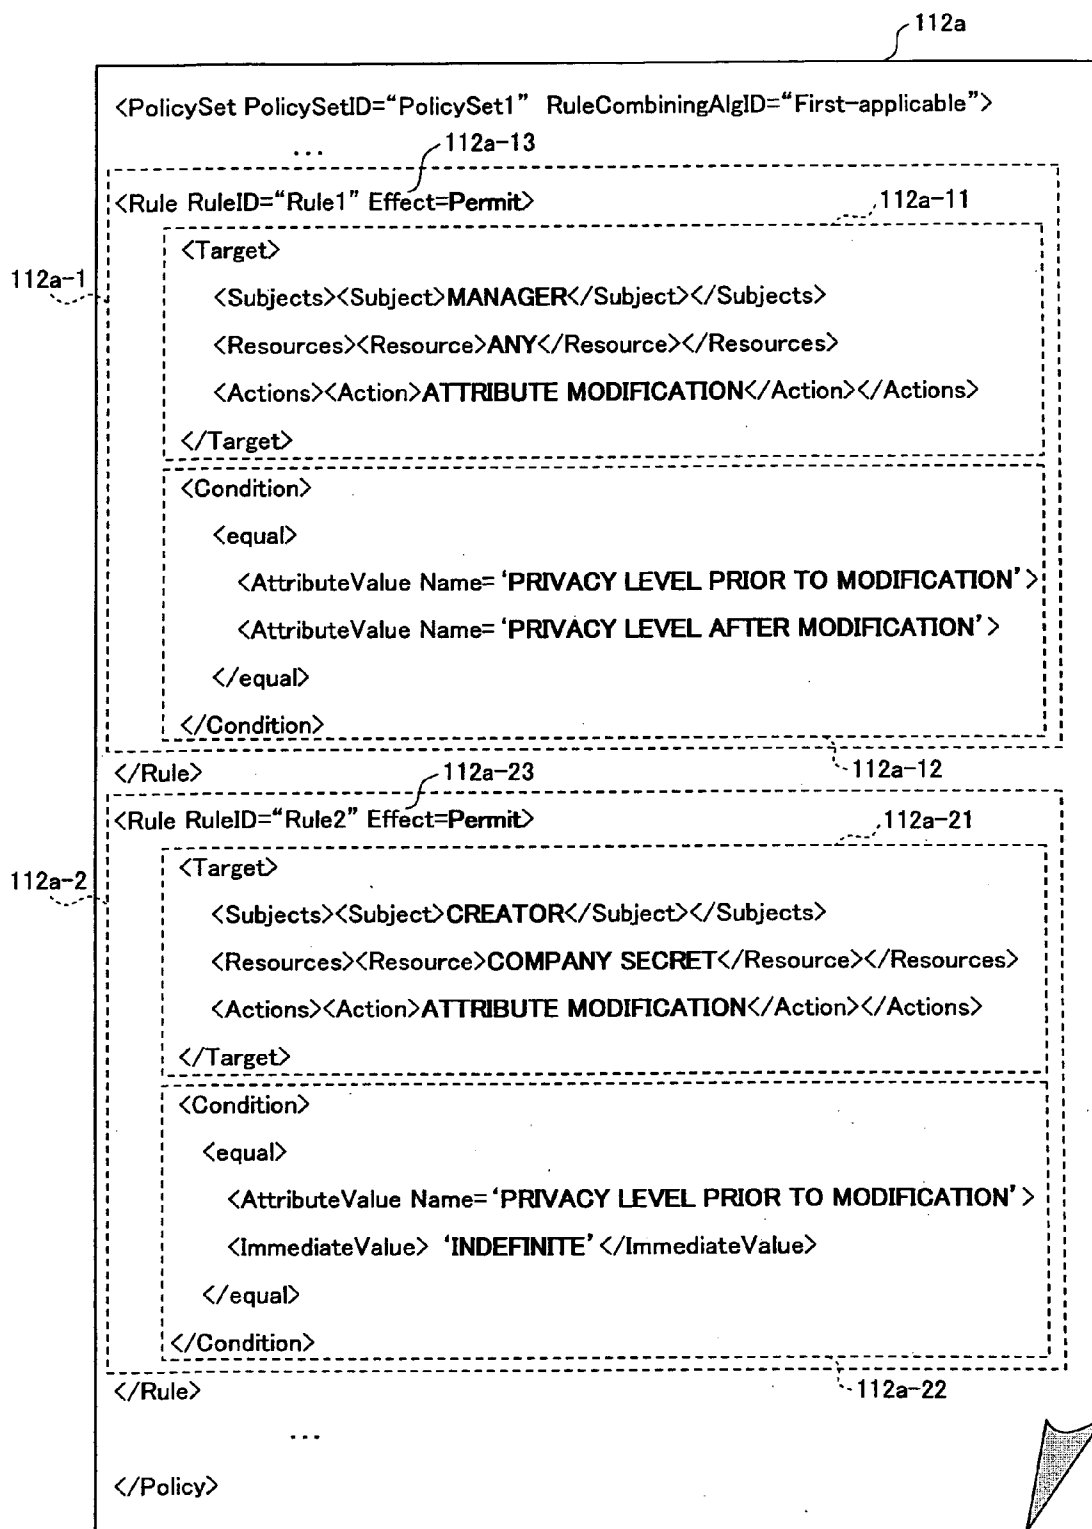 112a
<PolicySet PolicySetID=“PolicySet1” RuleCombiningAlgID=“First-applicable”>
...
112a-13
<Rule RuleID=“Rule1” Effect=Permit>
112a-11
112a-1
<Target>
<Subjects><Subject>MANAGER</Subject></Subjects>
<Resources><Resource>ANY</Resource></Resources>
<Actions><Action>ATTRIBUTE MODIFICATION</Action></Actions>
</Target>
<Condition>
<equal>
<AttributeValue Name= ‘PRIVACY LEVEL PRIOR TO MODIFICATION’>
<AttributeValue Name= ‘PRIVACY LEVEL AFTER MODIFICATION’>
</equal>
</Condition>
</Rule>
112a-23
112a-12
<Rule RuleID=“Rule2” Effect=Permit>
112a-21
112a-2
<Target>
<Subjects><Subject>CREATOR</Subject></Subjects>
<Resources><Resource>COMPANY SECRET</Resource></Resources>
<Actions><Action>ATTRIBUTE MODIFICATION</Action></Actions>
</Target>
<Condition>
<equal>
<AttributeValue Name= ‘PRIVACY LEVEL PRIOR TO MODIFICATION’>
<ImmediateValue> ‘INDEFINITE’</ImmediateValue>
</equal>
</Condition>
</Rule>
112a-22
...
</Policy>